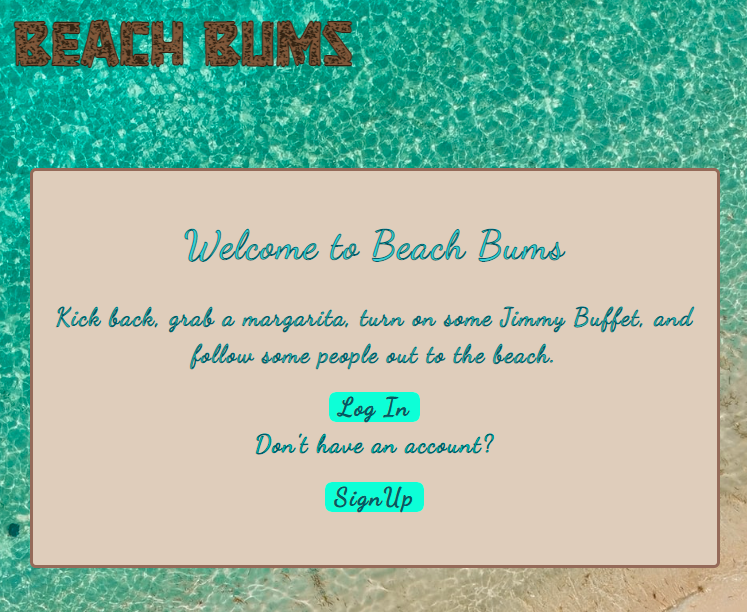 BEACH BUMS
Welcome to Beach Bums
Kick back, grab a margarita, turn on some Jimmy Buffet, and
follow some people out to the beach.
Log In
Don't have an account?
SignUp